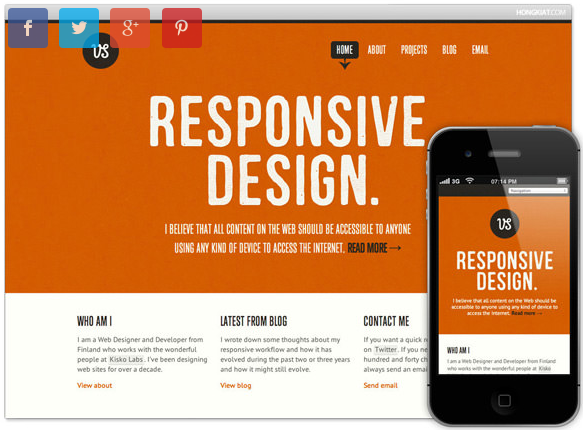 HONGKIAT.COM
f
g+
VS
HOME ABOUT PROJECTS BLOG EMAIL
RESPONSIVE
DESIGN.
I BELIEVE THAT ALL CONTENT ON THE WEB SHOULD BE ACCESSIBLE TO ANYONE
USING ANY KIND OF DEVICE TO ACCESS THE INTERNET. READ MORE →
WHO AM I
I am a Web Designer and Developer from
Finland who works with the wonderful
people at Kisko Labs. I've been designing
web sites for over a decade.
View about
LATEST FROM BLOG
I wrote down some thoughts about my
responsive workflow and how it has
evolved during the past two or three years
and how it might still evolve.
View blog
CONTACT ME
If you want a quick
on Twitter. If you ne
hundred and forty ch
always send an email
Send email
3G 07:14 PM
Navigation
VS
RESPONSIVE
DESIGN.
I believe that all content on the Web should be
accessible to anyone using any kind of device to
access the Internet. Read more →
WHO AM I
I am a Web Designer and Developer from
Finland who works with the wonderful
people at Kisko